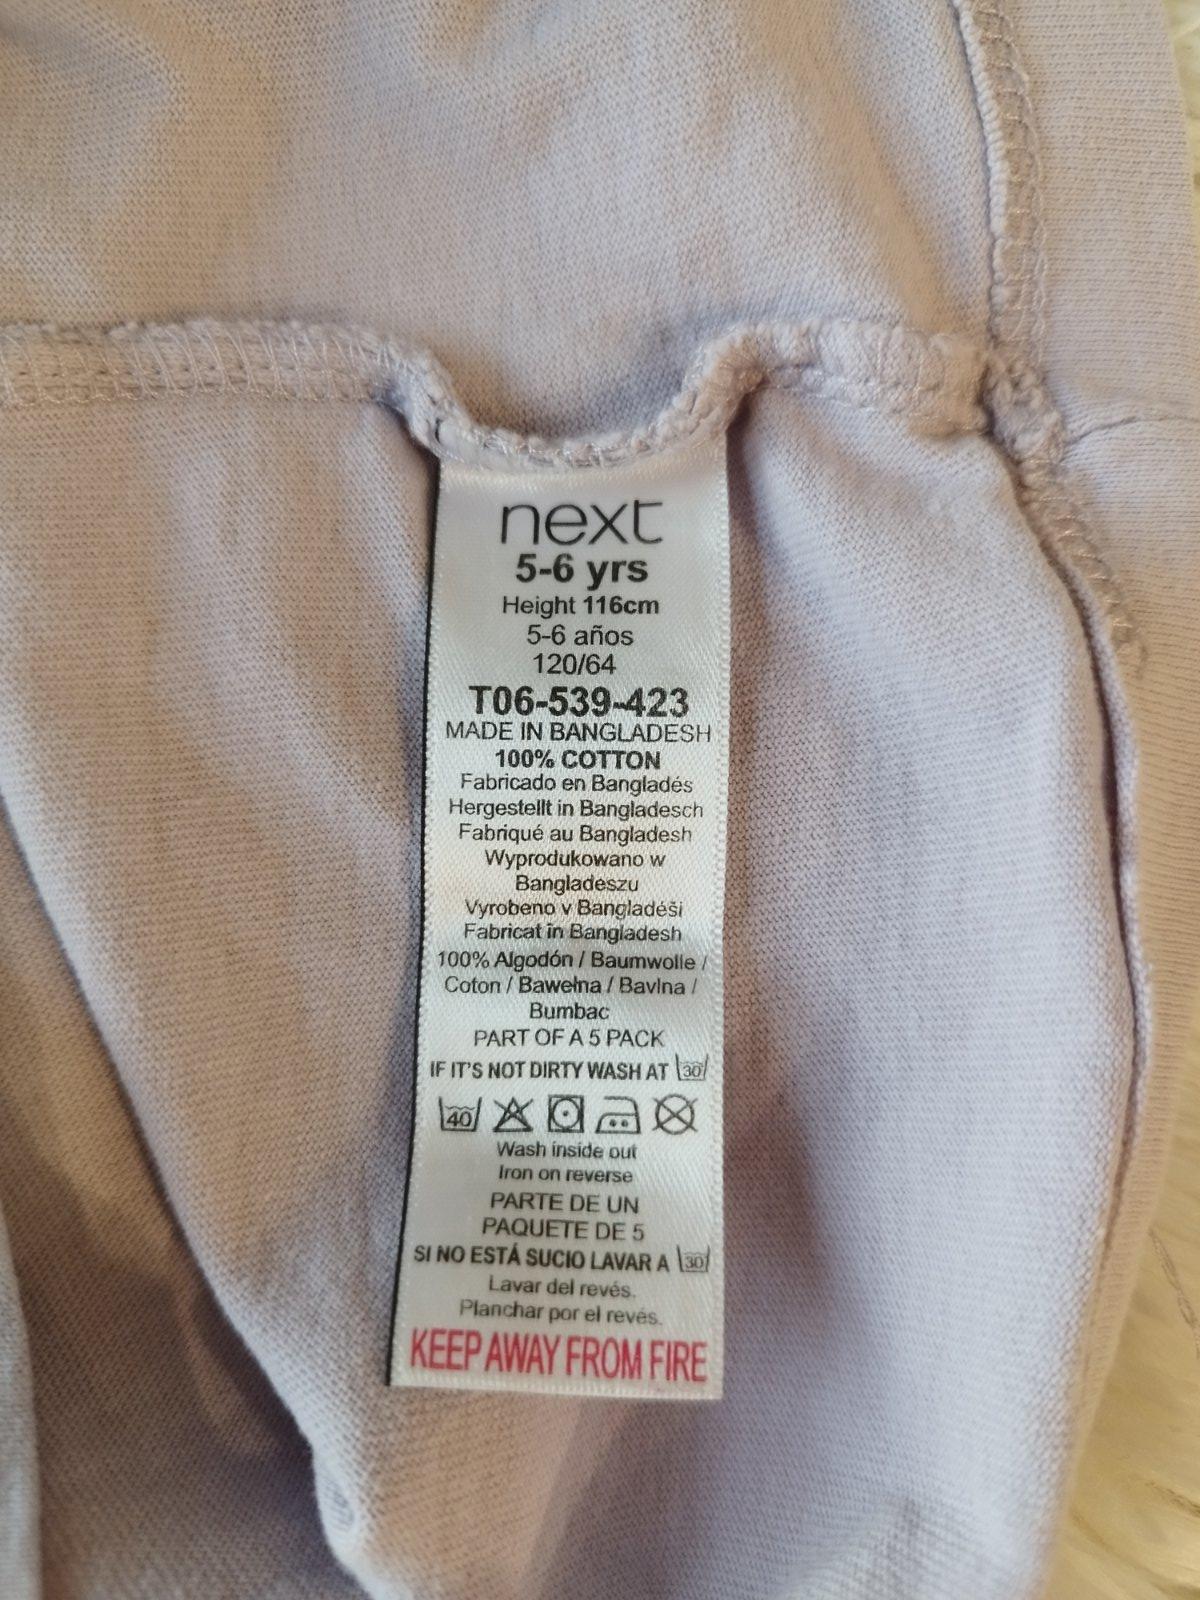 next
5-6 yrs
Height 116cm
5-6 años
120/64
T06-539-423
MADE IN BANGLADESH
100% COTTON
Fabricado en Bangladés
Hergestellt in Bangladesch
Fabriqué au Bangladesh
Wyprodukowano w
Bangladeszu
Vyrobeno v Bangladéši
Fabricat in Bangladesh
100% Algodón / Baumwolle /
Coton / Bawełna / Bavlna /
Bumbac
PART OF A 5 PACK
IF IT'S NOT DIRTY WASH AT 30
40
Wash inside out
Iron on reverse
PARTE DE UN
PAQUETE DE 5
SI NO ESTÁ SUCIO LAVAR A 30
Lavar del revés.
Planchar por el revés.
KEEP AWAY FROM FIRE